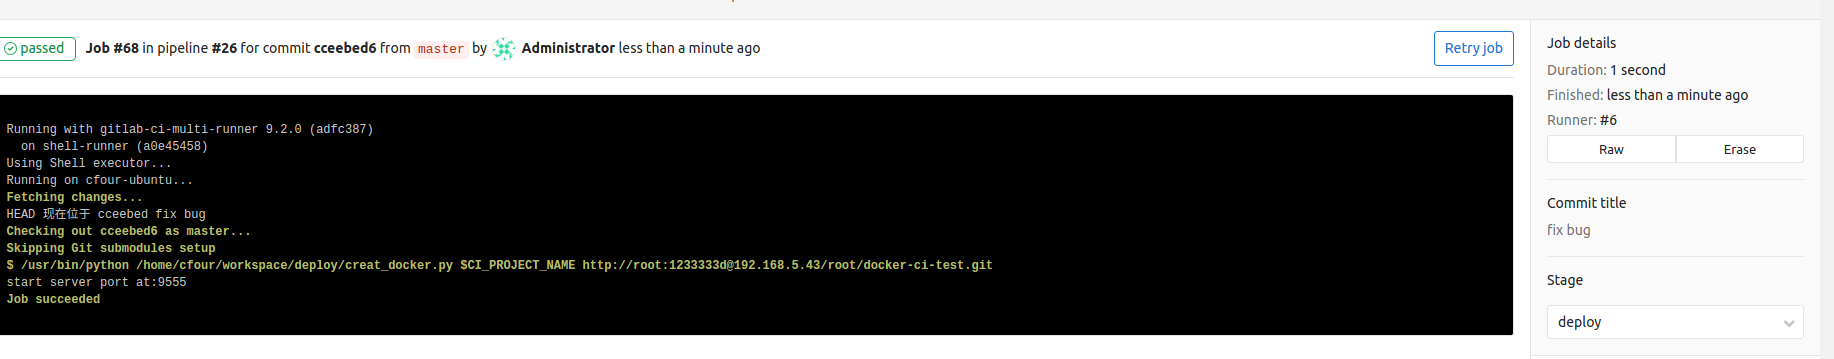 passed Job #68 in pipeline #26 for commit cceebed6 from master by Administrator less than a minute ago
Retry job
Running with gitlab-ci-multi-runner 9.2.0 (adfc387)
on shell-runner (a0e45458)
Using Shell executor...
Running on cfour-ubuntu...
Fetching changes...
HEAD 现在位于 cceebed fix bug
Checking out cceebed6 as master...
Skipping Git submodules setup
$ /usr/bin/python /home/cfour/workspace/deploy/creat_docker.py $CI_PROJECT_NAME http://root:1233333d@192.168.5.43/root/docker-ci-test.git
start server port at:9555
Job succeeded
Job details
Duration: 1 second
Finished: less than a minute ago
Runner: #6
Raw
Erase
Commit title
fix bug
Stage
deploy